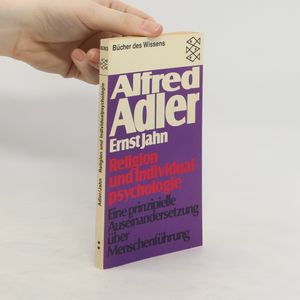 Bücher des Wissens
Alfred
Adler
Ernst Jahn
Religion
und Individual-
psychologie
Eine prinzipielle
Auseinandersetzung
über
Menschenführung
Adler/Jahn Religion und Individualpsychologie